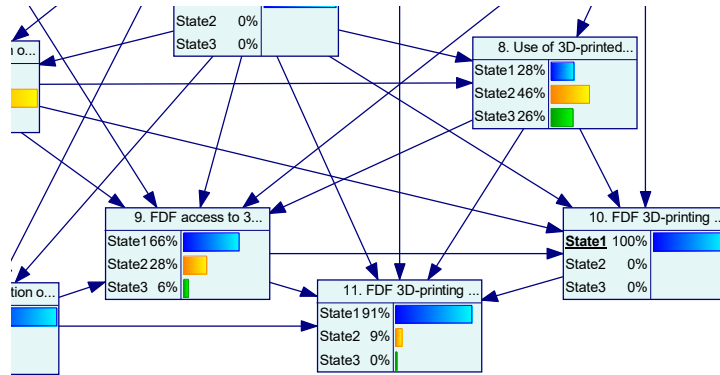 State2 0%
State3 0%
n o...
8. Use of 3D-printed...
State1 28%
State2 46%
State3 26%
9. FDF access to 3...
State1 66%
State2 28%
State3 6%
10. FDF 3D-printing ...
State1 100%
State2 0%
State3 0%
tion o...
11. FDF 3D-printing ...
State1 91%
State2 9%
State3 0%